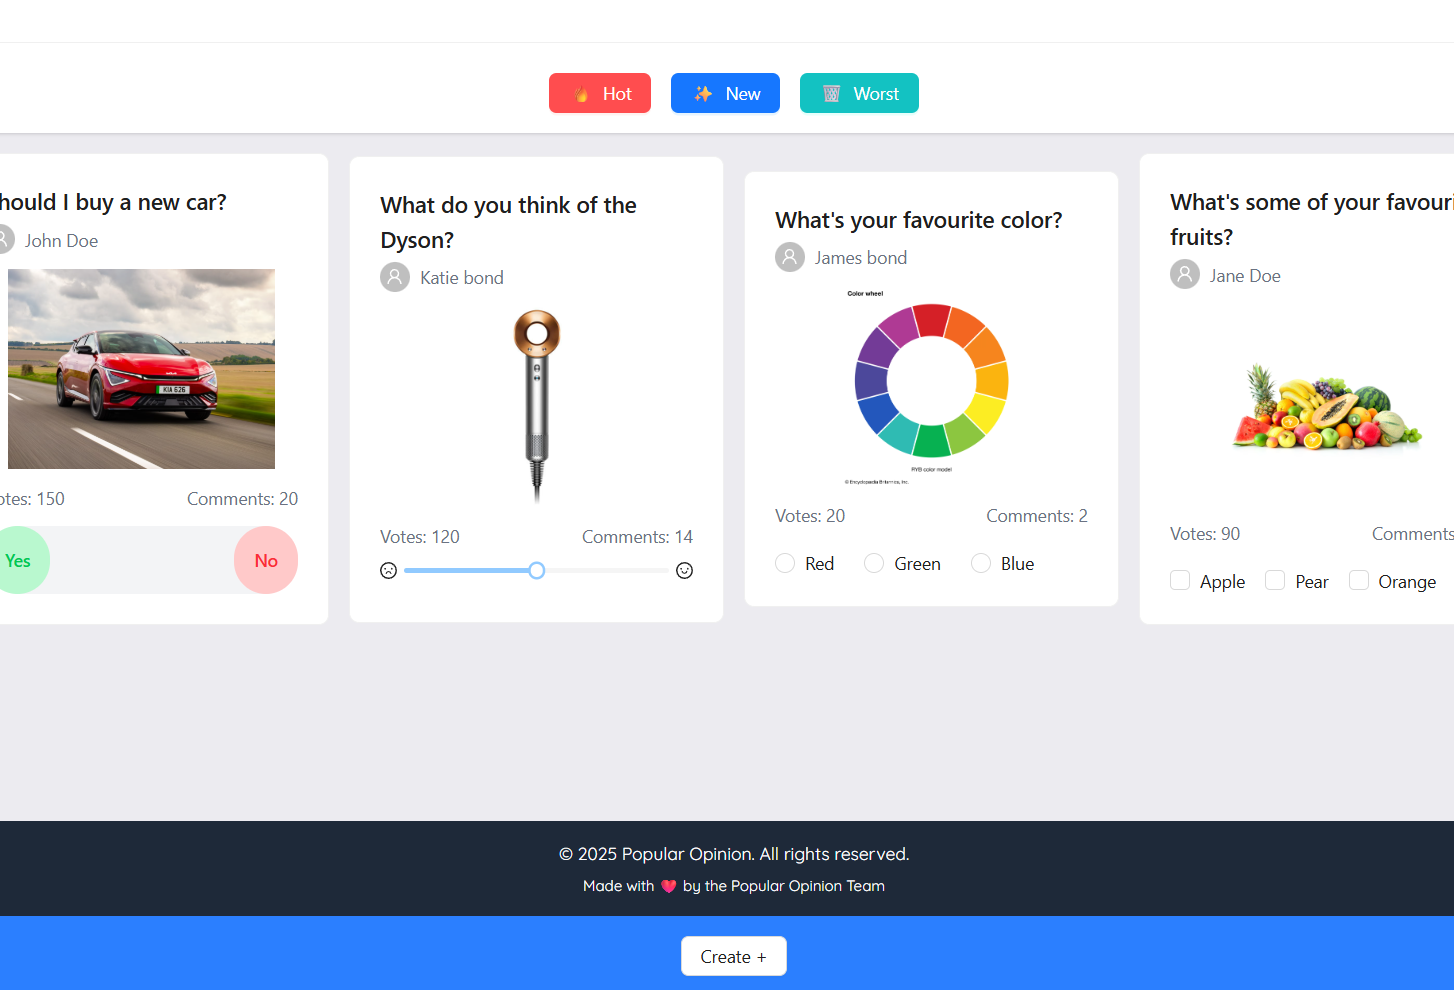 Hot
New
Worst
hould I buy a new car?
John Doe
KIA 626
otes: 150
Comments: 20
Yes
No
What do you think of the
Dyson?
Katie bond
Votes: 120
Comments: 14
What's your favourite color?
James bond
Color wheel
RYB color model
© Encyclopædia Britannica, Inc.
Votes: 20
Comments: 2
Red
Green
Blue
What's some of your favouri
fruits?
Jane Doe
Votes: 90
Comments
Apple
Pear
Orange
© 2025 Popular Opinion. All rights reserved.
Made with ❤️ by the Popular Opinion Team
Create +